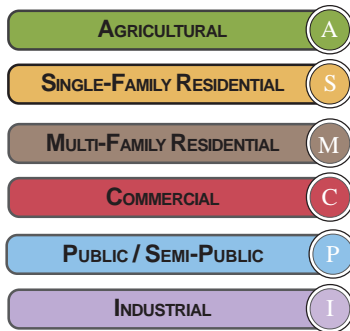 AGRICULTURAL A
SINGLE-FAMILY RESIDENTIAL S
MULTI-FAMILY RESIDENTIAL M
COMMERCIAL C
PUBLIC / SEMI-PUBLIC P
INDUSTRIAL I